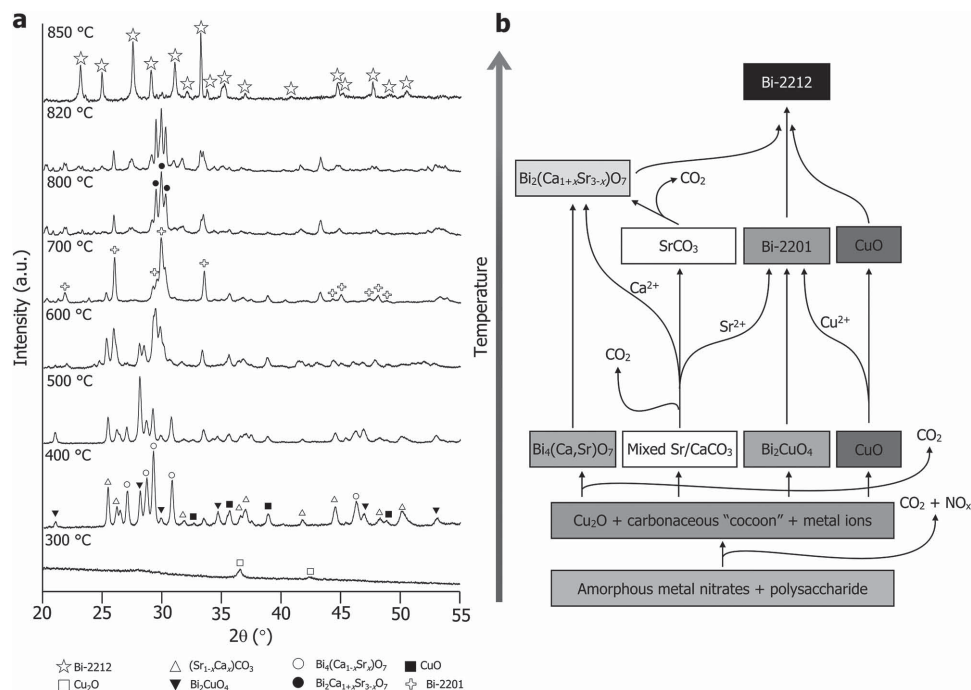 a
850 °C
820 °C
800 °C
700 °C
600 °C
500 °C
400 °C
300 °C
Intensity (a.u.)
20 25 30 35 40 45 50 55
2θ (°)
Bi-2212
(Sr₁₋ₓCaₓ)CO₃
Bi₄(Ca₁₋ₓSrₓ)O₇
CuO
Cu₂O
Bi₂CuO₄
Bi₂Ca₁₊ₓSr₃₋ₓO₇
Bi-2201
b
Temperature
Bi-2212
Bi₂(Ca₁₊ₓSr₃₋ₓ)O₇
CO₂
SrCO₃
Bi-2201
CuO
Ca²⁺
Sr²⁺
Cu²⁺
CO₂
Bi₄(Ca,Sr)O₇
Mixed Sr/CaCO₃
Bi₂CuO₄
CuO
CO₂
CO₂ + NOₓ
Cu₂O + carbonaceous “cocoon” + metal ions
Amorphous metal nitrates + polysaccharide